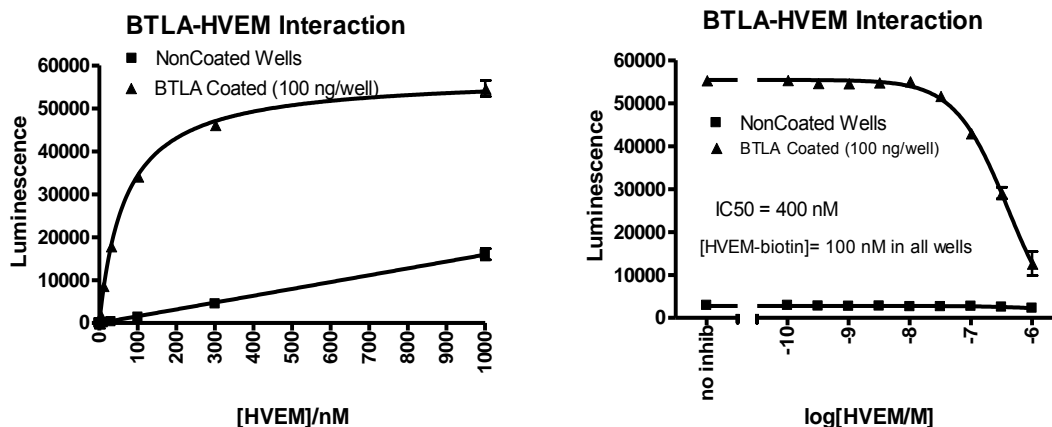 BTLA-HVEM Interaction
NonCoated Wells
BTLA Coated (100 ng/well)
60000
50000
40000
30000
20000
10000
0
Luminescence
0
100
200
300
400
500
600
700
800
900
1000
[HVEM]/nM
BTLA-HVEM Interaction
60000
50000
40000
30000
20000
10000
0
Luminescence
NonCoated Wells
BTLA Coated (100 ng/well)
IC50 = 400 nM
[HVEM-biotin]= 100 nM in all wells
no inhib
-10
-9
-8
-7
-6
log[HVEM/M]